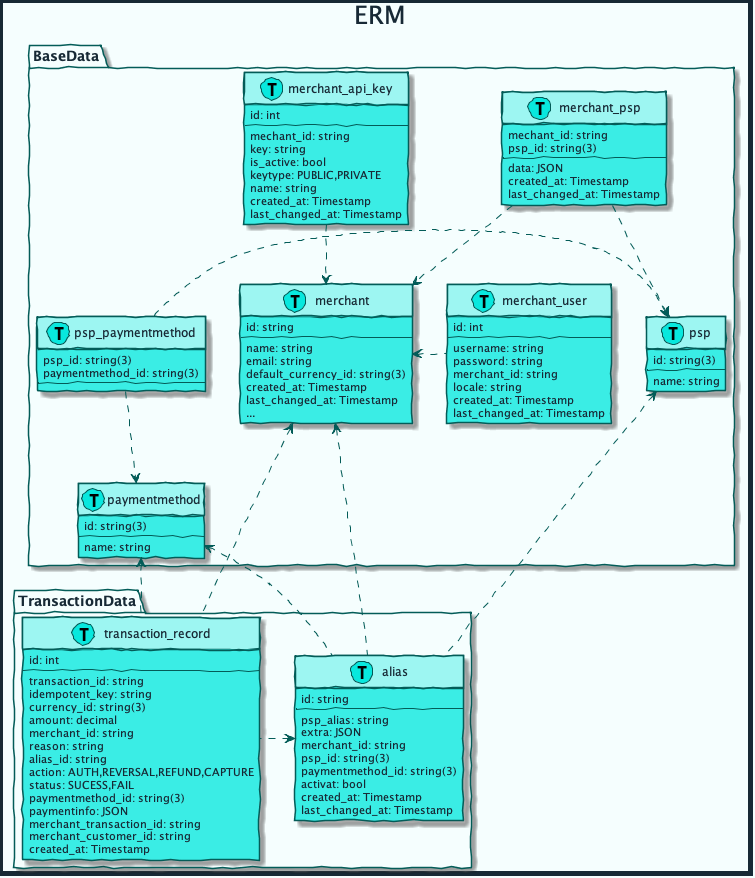 ERM
BaseData
T merchant_api_key
id: int
mechant_id: string
key: string
is_active: bool
keytype: PUBLIC,PRIVATE
name: string
created_at: Timestamp
last_changed_at: Timestamp
T merchant_psp
mechant_id: string
psp_id: string(3)
data: JSON
created_at: Timestamp
last_changed_at: Timestamp
T psp_paymentmethod
psp_id: string(3)
paymentmethod_id: string(3)
T merchant
id: string
name: string
email: string
default_currency_id: string(3)
created_at: Timestamp
last_changed_at: Timestamp
...
T merchant_user
id: int
username: string
password: string
merchant_id: string
locale: string
created_at: Timestamp
last_changed_at: Timestamp
T psp
id: string(3)
name: string
T paymentmethod
id: string(3)
name: string
TransactionData
T transaction_record
id: int
transaction_id: string
idempotent_key: string
currency_id: string(3)
amount: decimal
merchant_id: string
reason: string
alias_id: string
action: AUTH,REVERSAL,REFUND,CAPTURE
status: SUCESS,FAIL
paymentmethod_id: string(3)
paymentinfo: JSON
merchant_transaction_id: string
merchant_customer_id: string
created_at: Timestamp
T alias
id: string
psp_alias: string
extra: JSON
merchant_id: string
psp_id: string(3)
paymentmethod_id: string(3)
activat: bool
created_at: Timestamp
last_changed_at: Timestamp